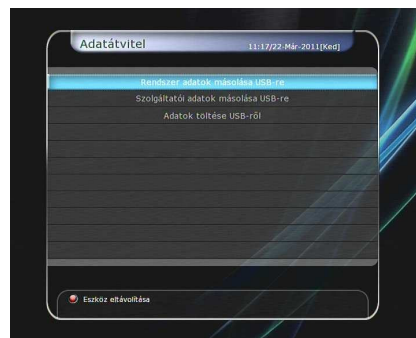 Adatátvitel
11:17/22-Már-2011[Ked]
Rendszer adatok másolása USB-re
Szolgáltatói adatok másolása USB-re
Adatok töltése USB-ről
Eszköz eltávolítása